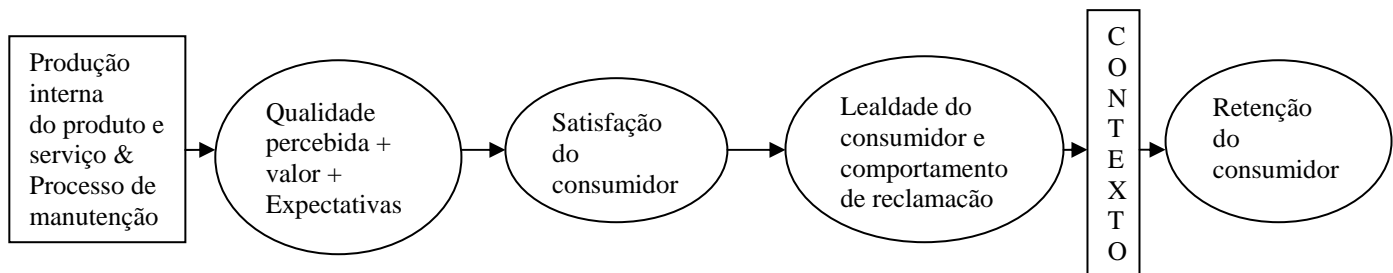 Produção
interna
do produto e
serviço &
Processo de
manutenção
Qualidade
percebida +
valor +
Expectativas
Satisfação
do
consumidor
Lealdade do
consumidor e
comportamento
de reclamacão
C
O
N
T
E
X
T
O
Retenção
do
consumidor